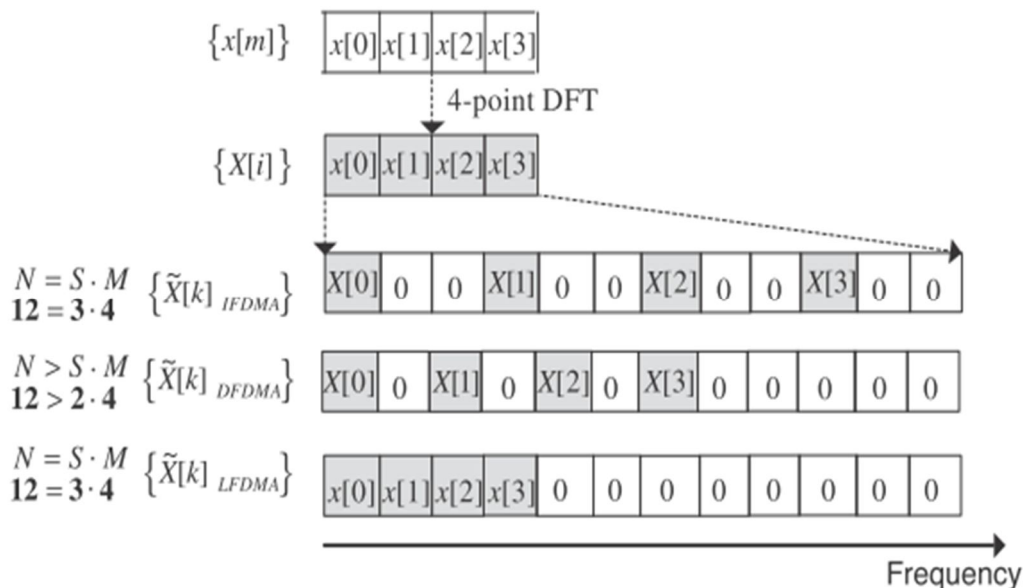 {x[m]} x[0] x[1] x[2] x[3]
4-point DFT
{X[i]} x[0] x[1] x[2] x[3]
N = S · M
12 = 3 · 4
{X̃[k] IFDMA} X[0] 0 0 X[1] 0 0 X[2] 0 0 X[3] 0 0
N > S · M
12 > 2 · 4
{X̃[k] DFDMA} X[0] 0 X[1] 0 X[2] 0 X[3] 0 0 0 0 0
N = S · M
12 = 3 · 4
{X̃[k] LFDMA} x[0] x[1] x[2] x[3] 0 0 0 0 0 0 0 0
Frequency